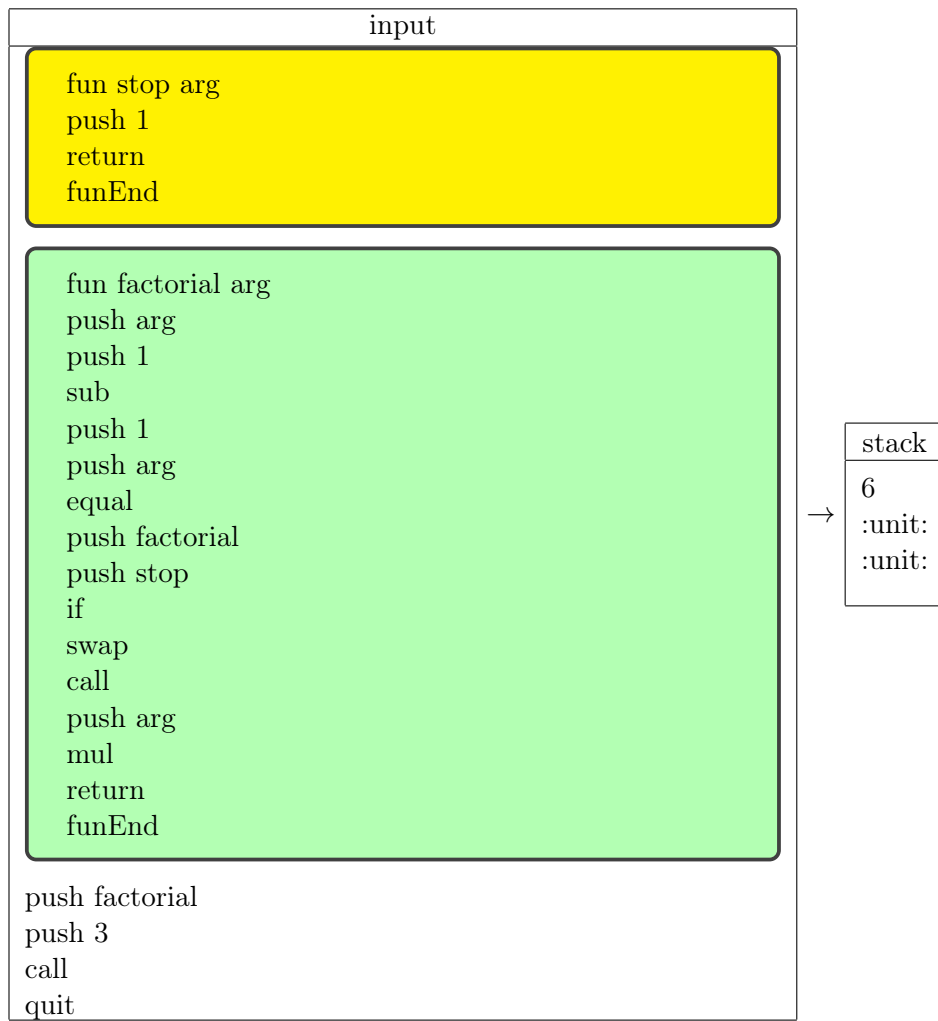 input
fun stop arg
push 1
return
funEnd
fun factorial arg
push arg
push 1
sub
push 1
push arg
equal
push factorial
push stop
if
swap
call
push arg
mul
return
funEnd
push factorial
push 3
call
quit
→
stack
6
:unit:
:unit: